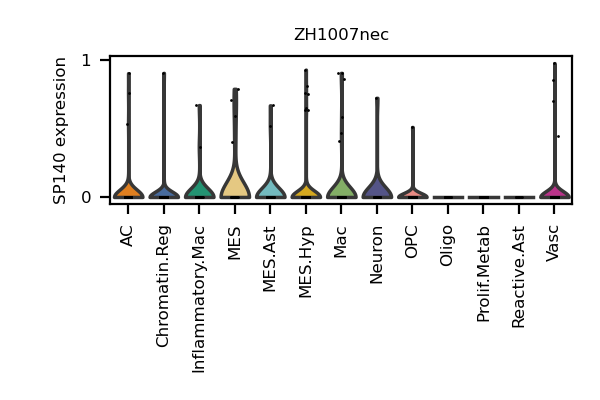 ZH1007nec
SP140 expression
1
0
AC
Chromatin.Reg
Inflammatory.Mac
MES
MES.Ast
MES.Hyp
Mac
Neuron
OPC
Oligo
Prolif.Metab
Reactive.Ast
Vasc